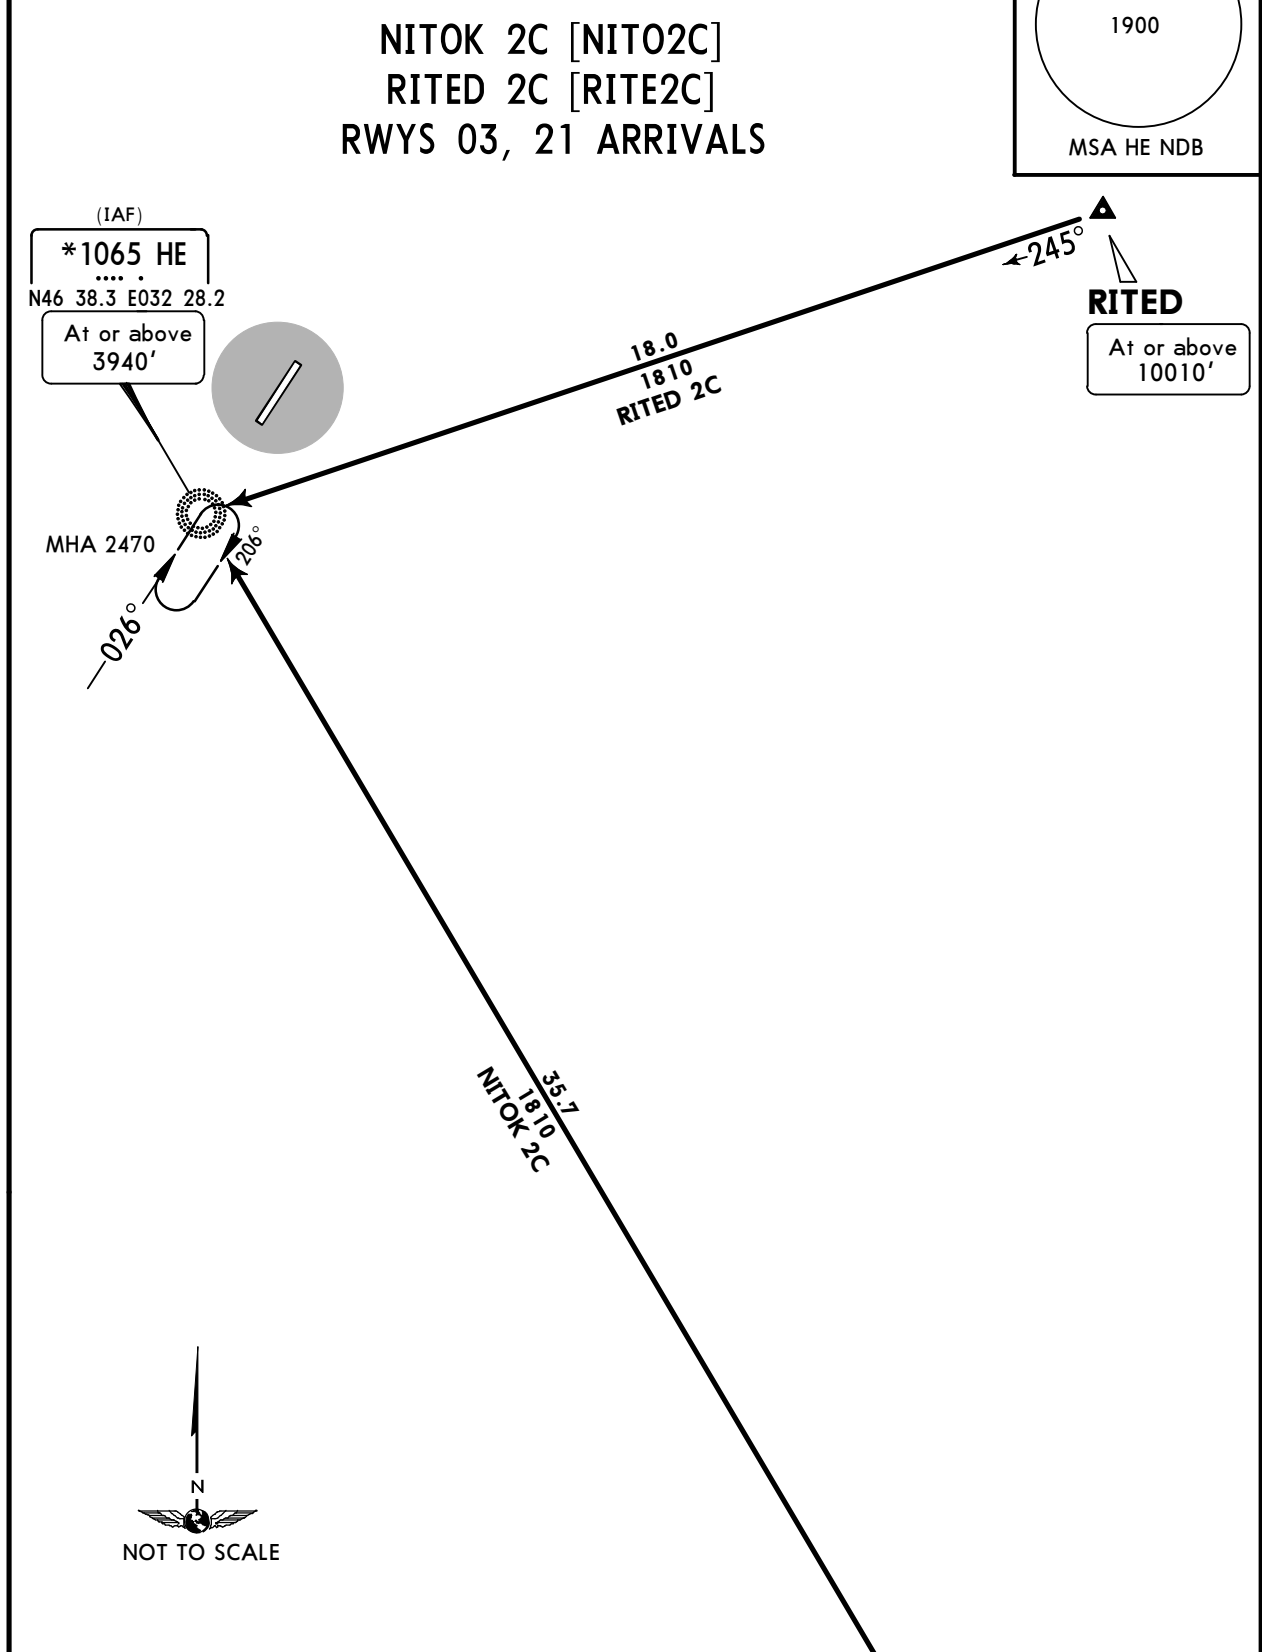 NITOK 2C [NITO2C]
RITED 2C [RITE2C]
RWYS 03, 21 ARRIVALS
1900
MSA HE NDB
(IAF)
*1065 HE
N46 38.3 E032 28.2
At or above
3940'
245°
RITED
At or above
10010'
18.0
1810
RITED 2C
MHA 2470
206°
026°
35.7
1810
NITOK 2C
N
NOT TO SCALE